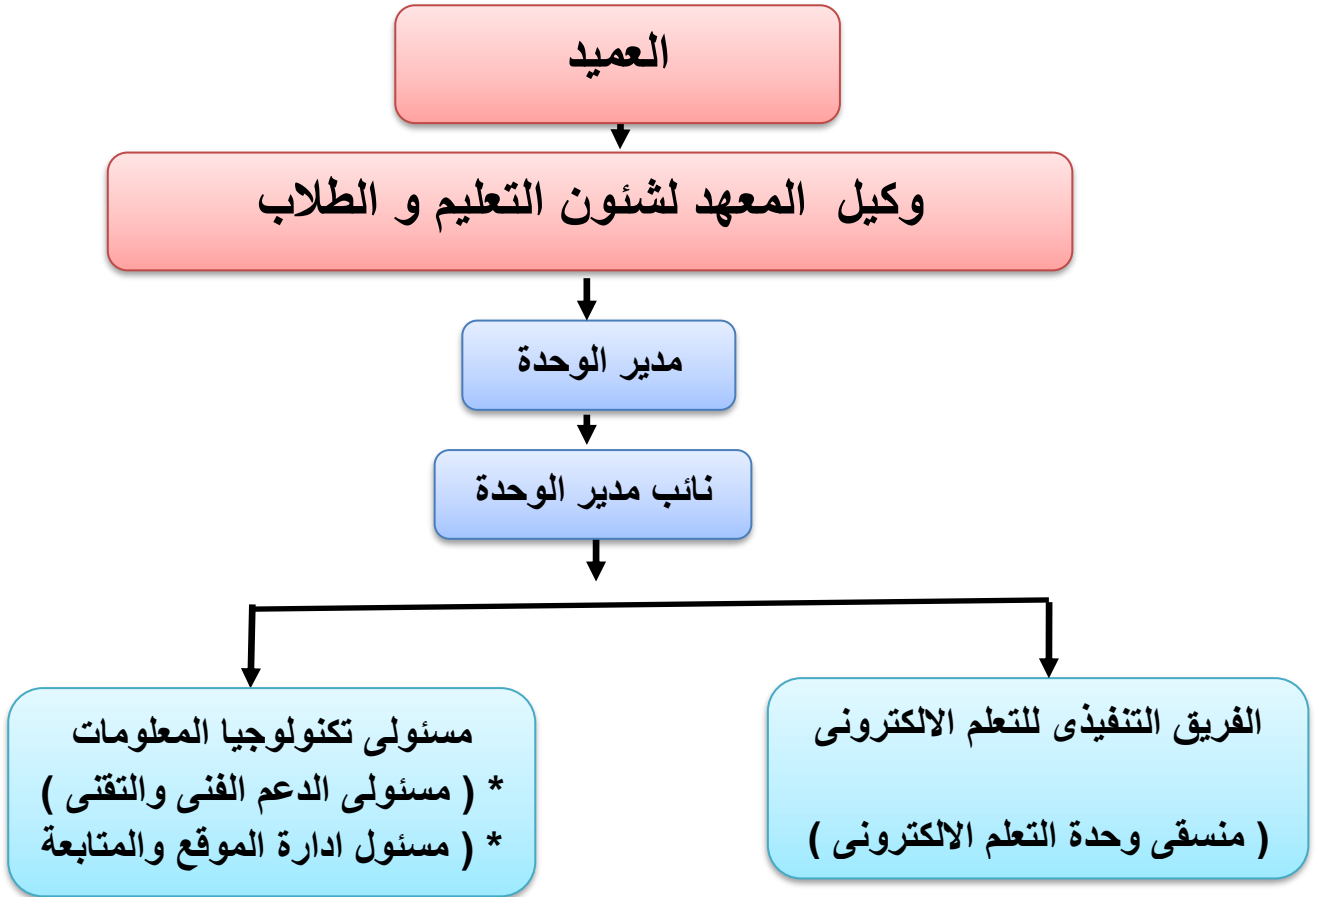 العميد
وكيل المعهد لشئون التعليم و الطلاب
مدير الوحدة
نائب مدير الوحدة
الفريق التنفيذى للتعلم الالكترونى
( منسقى وحدة التعلم الالكترونى )
مسئولى تكنولوجيا المعلومات
* ( مسئولى الدعم الفنى والتقنى )
* ( مسئول ادارة الموقع والمتابعة